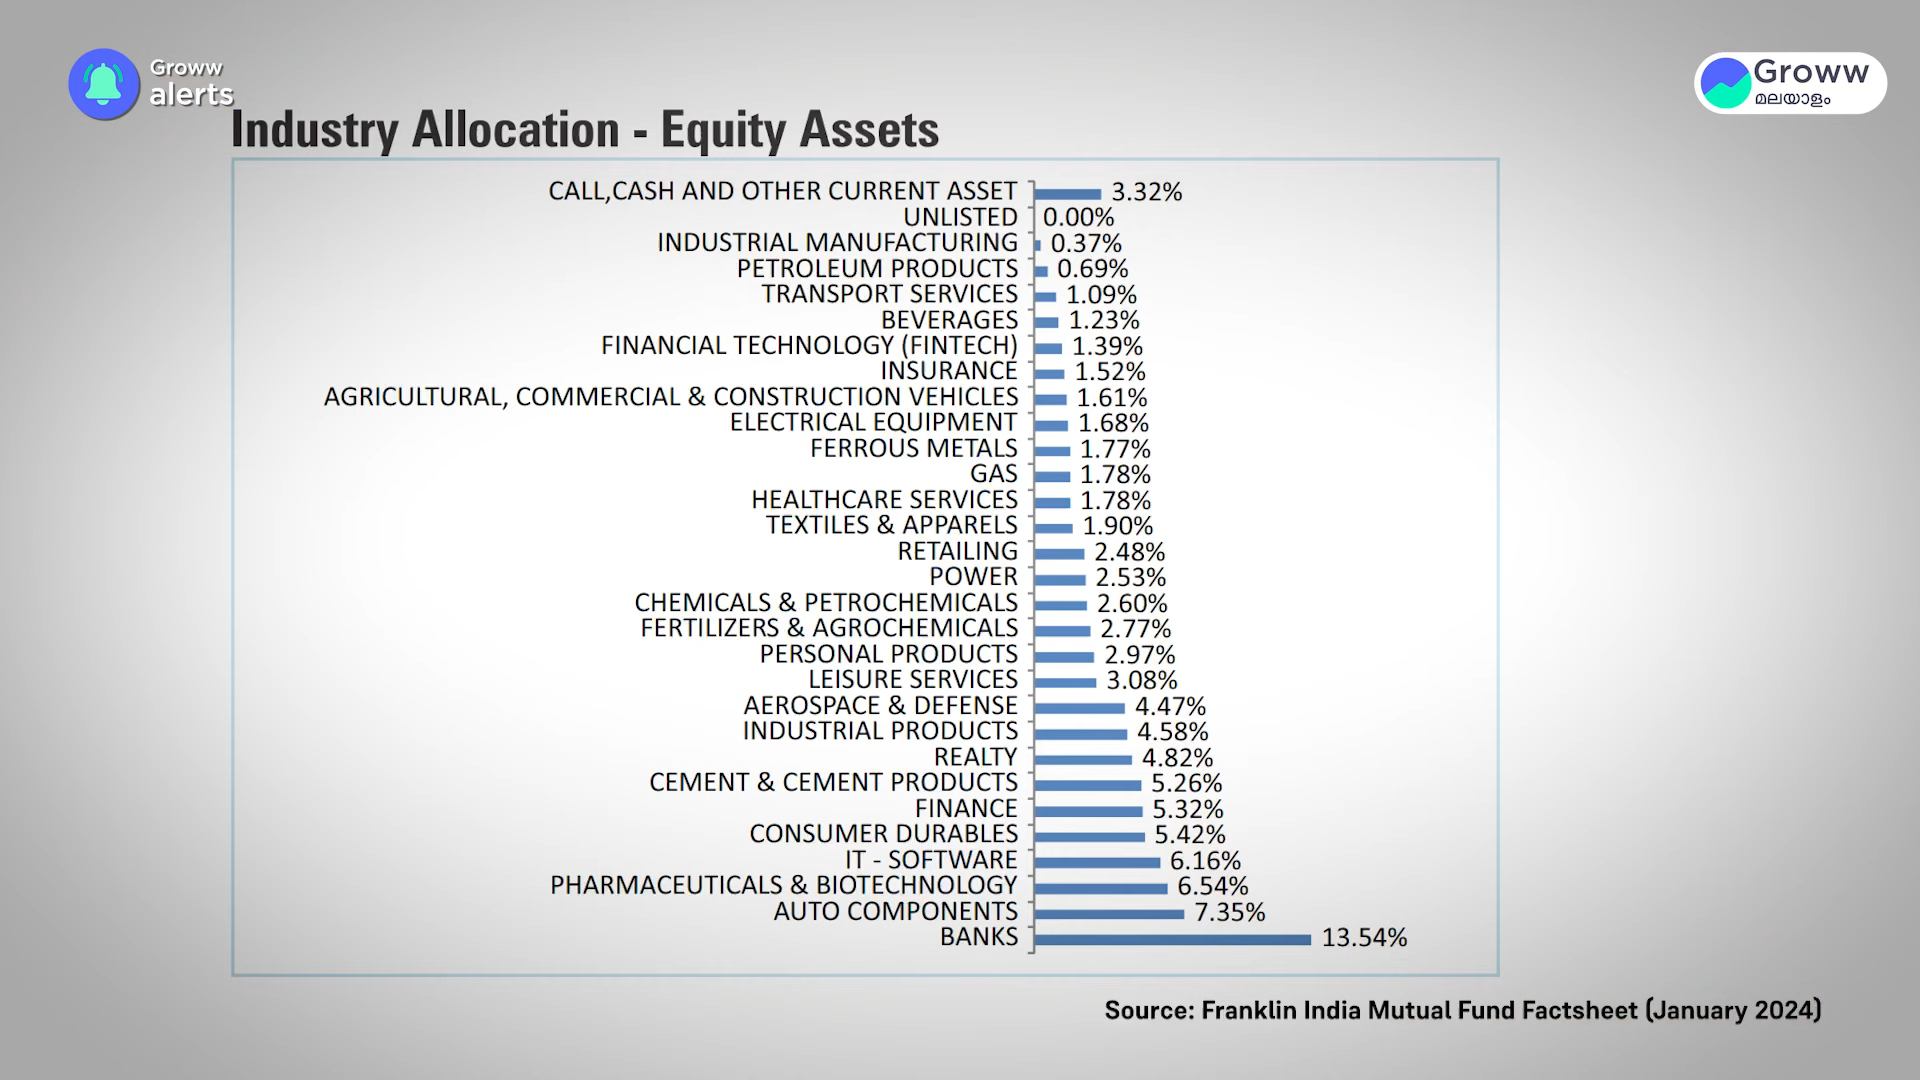 Groww
alerts
Groww
മലയാളം
Industry Allocation - Equity Assets
CALL,CASH AND OTHER CURRENT ASSET 3.32%
UNLISTED 0.00%
INDUSTRIAL MANUFACTURING 0.37%
PETROLEUM PRODUCTS 0.69%
TRANSPORT SERVICES 1.09%
BEVERAGES 1.23%
FINANCIAL TECHNOLOGY (FINTECH) 1.39%
INSURANCE 1.52%
AGRICULTURAL, COMMERCIAL & CONSTRUCTION VEHICLES 1.61%
ELECTRICAL EQUIPMENT 1.68%
FERROUS METALS 1.77%
GAS 1.78%
HEALTHCARE SERVICES 1.78%
TEXTILES & APPARELS 1.90%
RETAILING 2.48%
POWER 2.53%
CHEMICALS & PETROCHEMICALS 2.60%
FERTILIZERS & AGROCHEMICALS 2.77%
PERSONAL PRODUCTS 2.97%
LEISURE SERVICES 3.08%
AEROSPACE & DEFENSE 4.47%
INDUSTRIAL PRODUCTS 4.58%
REALTY 4.82%
CEMENT & CEMENT PRODUCTS 5.26%
FINANCE 5.32%
CONSUMER DURABLES 5.42%
IT - SOFTWARE 6.16%
PHARMACEUTICALS & BIOTECHNOLOGY 6.54%
AUTO COMPONENTS 7.35%
BANKS 13.54%
Source: Franklin India Mutual Fund Factsheet (January 2024)